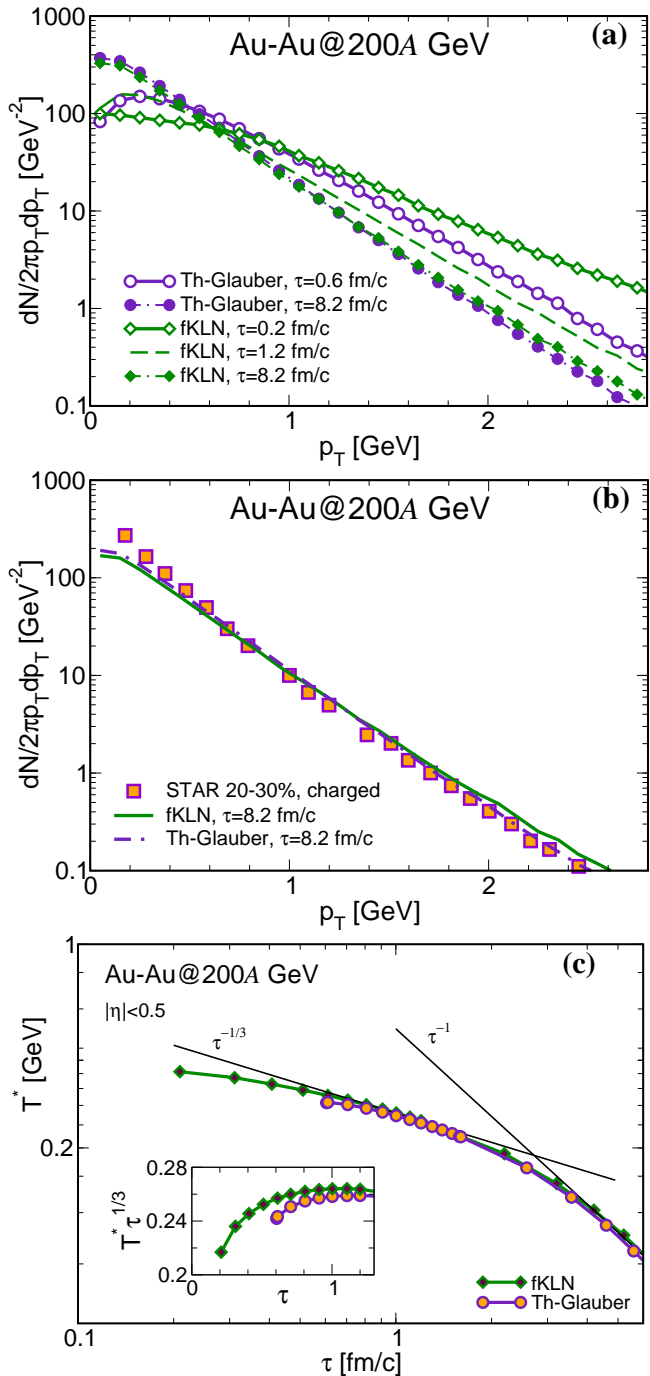 (a)
Au-Au@200A GeV
1000
100
10
1
0.1
dN/2πp_T dp_T [GeV^-2]
Th-Glauber, τ=0.6 fm/c
Th-Glauber, τ=8.2 fm/c
fKLN, τ=0.2 fm/c
fKLN, τ=1.2 fm/c
fKLN, τ=8.2 fm/c
0 1 2
p_T [GeV]
(b)
Au-Au@200A GeV
1000
100
10
1
0.1
dN/2πp_T dp_T [GeV^-2]
STAR 20-30%, charged
fKLN, τ=8.2 fm/c
Th-Glauber, τ=8.2 fm/c
0 1 2
p_T [GeV]
(c)
Au-Au@200A GeV
|η|<0.5
1
0.2
T^* [GeV]
τ^-1/3
τ^-1
0.28
0.24
0.2
T^* τ^1/3
0 τ 1
fKLN
Th-Glauber
0.1 1
τ [fm/c]